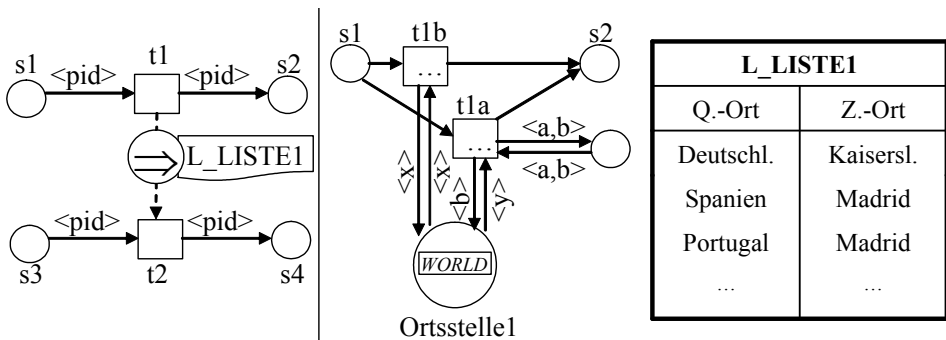 s1
<pid>
t1
<pid>
s2
L_LISTE1
<pid>
<pid>
s3
t2
s4
s1
t1b
s2
...
t1a
...
<a,b>
<a,b>
<x>
<x>
<b>
<y>
WORLD
Ortsstelle1
L_LISTE1
Q.-Ort Z.-Ort
Deutschl. Kaisersl.
Spanien Madrid
Portugal Madrid
... ...